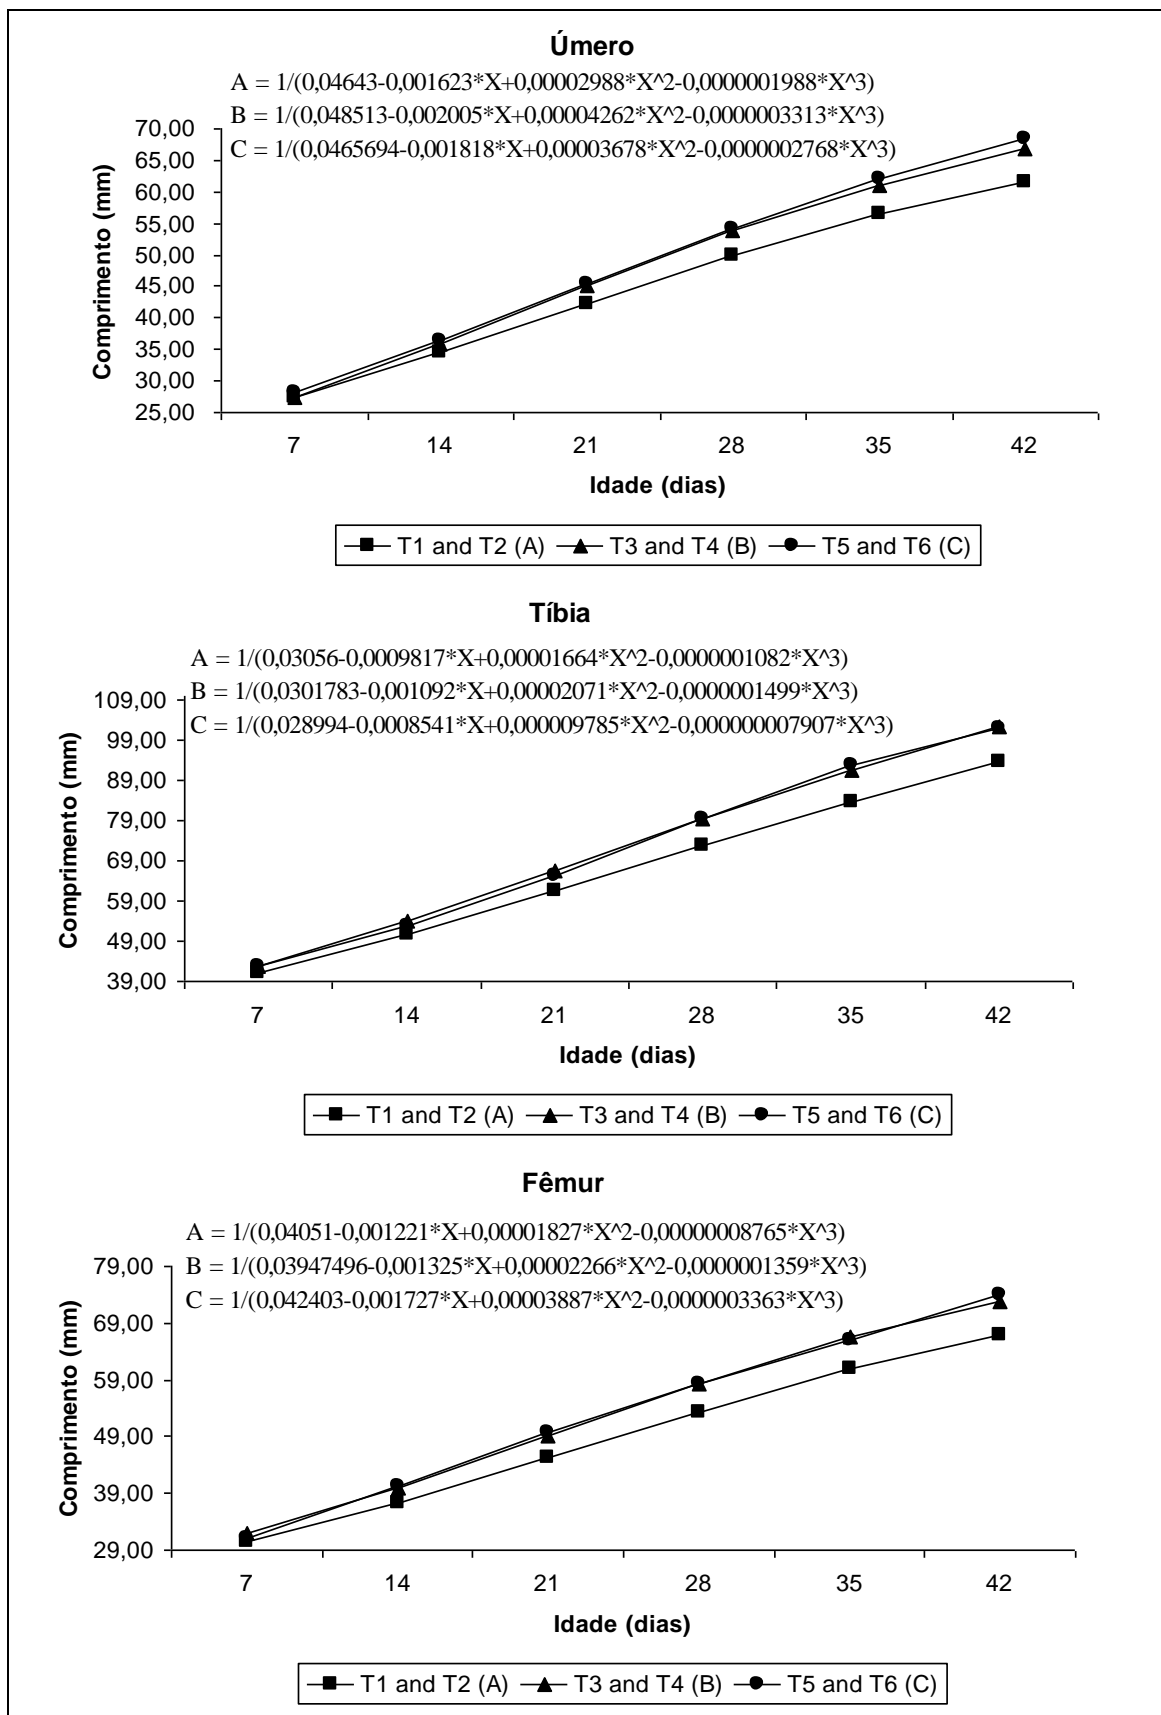 Úmero
A = 1/(0,04643-0,001623*X+0,00002988*X^2-0,0000001988*X^3)
B = 1/(0,048513-0,002005*X+0,00004262*X^2-0,0000003313*X^3)
C = 1/(0,0465694-0,001818*X+0,00003678*X^2-0,0000002768*X^3)
70,00
65,00
60,00
55,00
50,00
45,00
40,00
35,00
30,00
25,00
Comprimento (mm)
7 14 21 28 35 42
Idade (dias)
T1 and T2 (A) T3 and T4 (B) T5 and T6 (C)
Tíbia
A = 1/(0,03056-0,0009817*X+0,00001664*X^2-0,0000001082*X^3)
B = 1/(0,0301783-0,001092*X+0,00002071*X^2-0,0000001499*X^3)
C = 1/(0,028994-0,0008541*X+0,000009785*X^2-0,000000007907*X^3)
109,00
99,00
89,00
79,00
69,00
59,00
49,00
39,00
Comprimento (mm)
7 14 21 28 35 42
Idade (dias)
T1 and T2 (A) T3 and T4 (B) T5 and T6 (C)
Fêmur
A = 1/(0,04051-0,001221*X+0,00001827*X^2-0,00000008765*X^3)
B = 1/(0,03947496-0,001325*X+0,00002266*X^2-0,0000001359*X^3)
C = 1/(0,042403-0,001727*X+0,00003887*X^2-0,0000003363*X^3)
79,00
69,00
59,00
49,00
39,00
29,00
Comprimento (mm)
7 14 21 28 35 42
Idade (dias)
T1 and T2 (A) T3 and T4 (B) T5 and T6 (C)